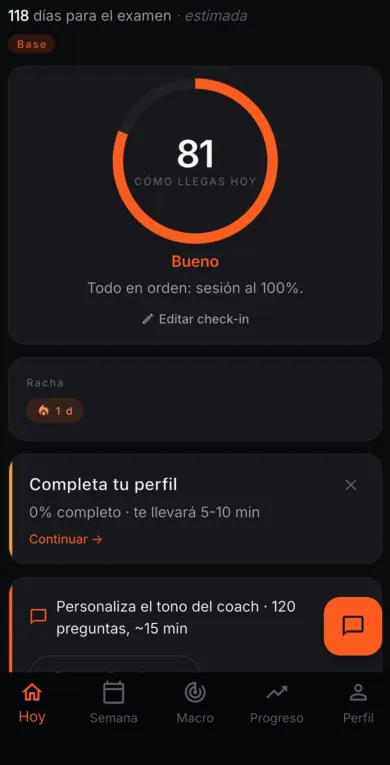 118 días para el examen · estimada
Base
81
CÓMO LLEGAS HOY
Bueno
Todo en orden: sesión al 100%.
Editar check-in
Racha
1 d
Completa tu perfil
0% completo · te llevará 5-10 min
Continuar →
Personaliza el tono del coach · 120
preguntas, ~15 min
Hoy
Semana
Macro
Progreso
Perfil